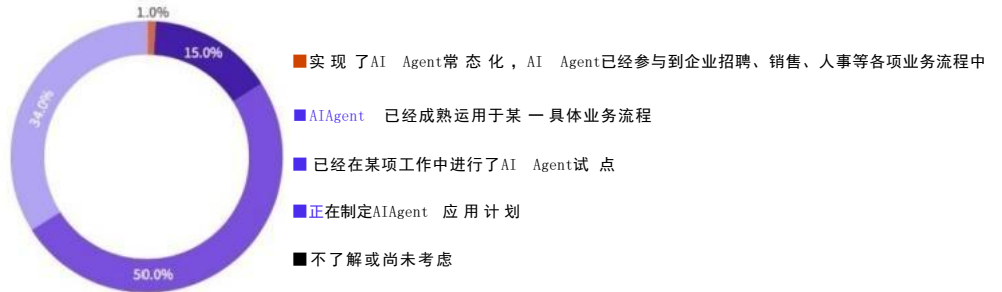 1.0%
15.0%
34.0%
50.0%
实现了AI Agent常态化，AI Agent已经参与到企业招聘、销售、人事等各项业务流程中
AIAgent 已经成熟运用于某一具体业务流程
已经在某项工作中进行了AI Agent试点
正在制定AIAgent 应用计划
不了解或尚未考虑